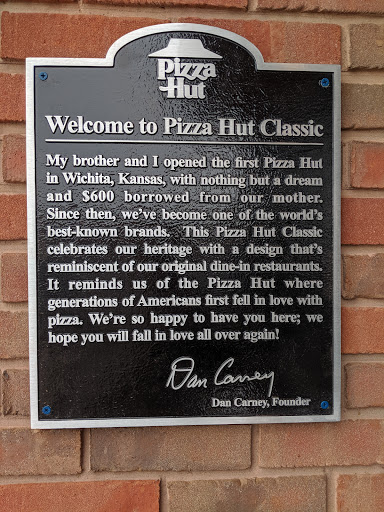 Pizza
Hut
Welcome to Pizza Hut Classic
My brother and I opened the first Pizza Hut
in Wichita, Kansas, with nothing but a dream
and $600 borrowed from our mother.
Since then, we've become one of the world's
best-known brands. This Pizza Hut Classic
celebrates our heritage with a design that's
reminiscent of our original dine-in restaurants.
It reminds us of the Pizza Hut where
generations of Americans first fell in love with
pizza. We're so happy to have you here; we
hope you will fall in love all over again!
Dan Carney
Dan Carney, Founder